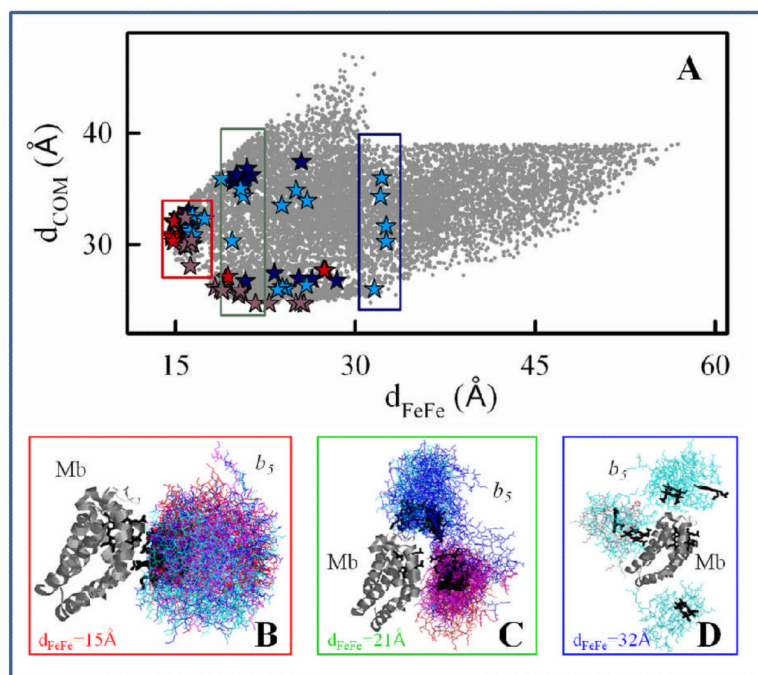 A
40
30
d_COM (Å)
15 30 45 60
d_FeFe (Å)
Mb b₅
d_FeFe=15Å B
b₅
Mb
d_FeFe=21Å C
b₅
Mb
d_FeFe=32Å D